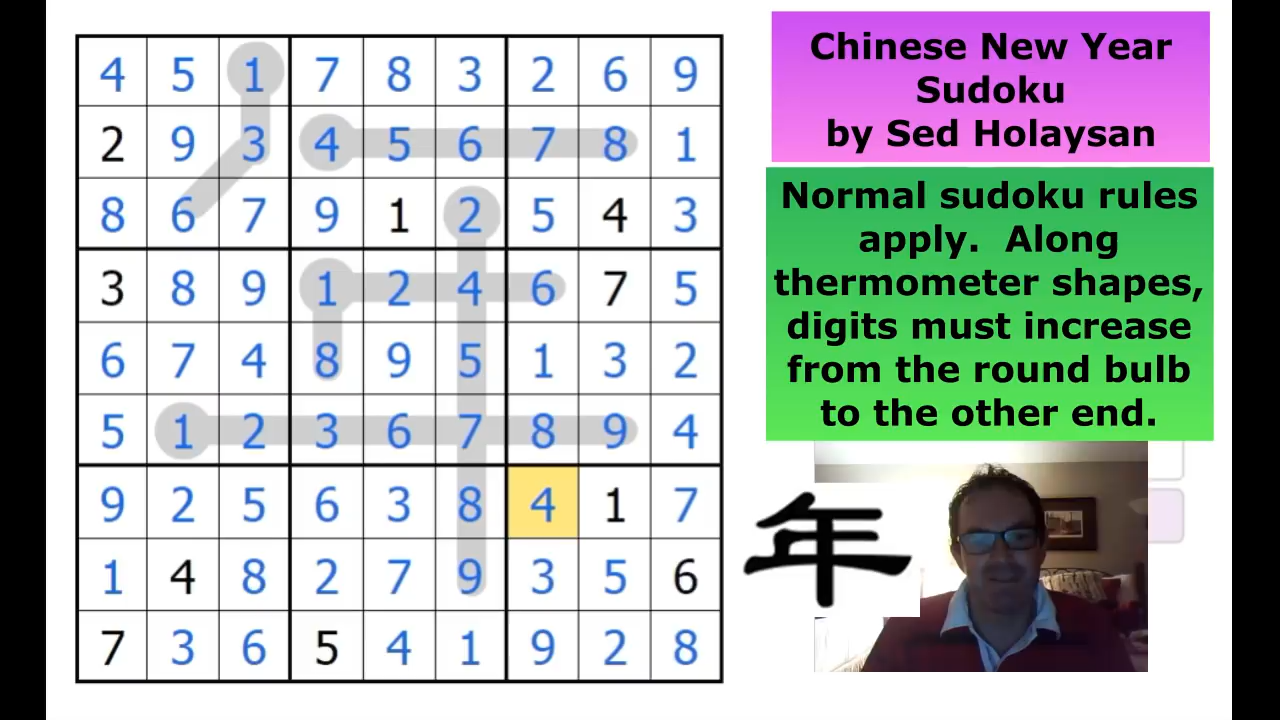 4 5 1 7 8 3 2 6 9
2 9 3 4 5 6 7 8 1
8 6 7 9 1 2 5 4 3
3 8 9 1 2 4 6 7 5
6 7 4 8 9 5 1 3 2
5 1 2 3 6 7 8 9 4
9 2 5 6 3 8 4 1 7
1 4 8 2 7 9 3 5 6
7 3 6 5 4 1 9 2 8
Chinese New Year
Sudoku
by Sed Holaysan
Normal sudoku rules
apply. Along
thermometer shapes,
digits must increase
from the round bulb
to the other end.
年